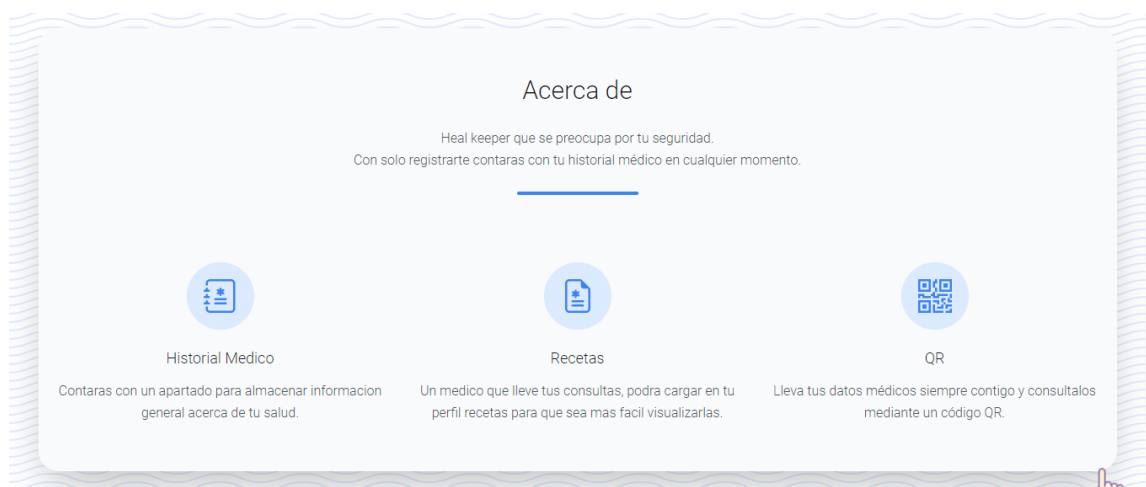 Acerca de
Heal keeper que se preocupa por tu seguridad.
Con solo registrarte contaras con tu historial médico en cualquier momento.
Historial Medico
Contaras con un apartado para almacenar informacion
general acerca de tu salud.
Recetas
Un medico que lleve tus consultas, podra cargar en tu
perfil recetas para que sea mas facil visualizarlas.
QR
Lleva tus datos médicos siempre contigo y consultalos
mediante un código QR.